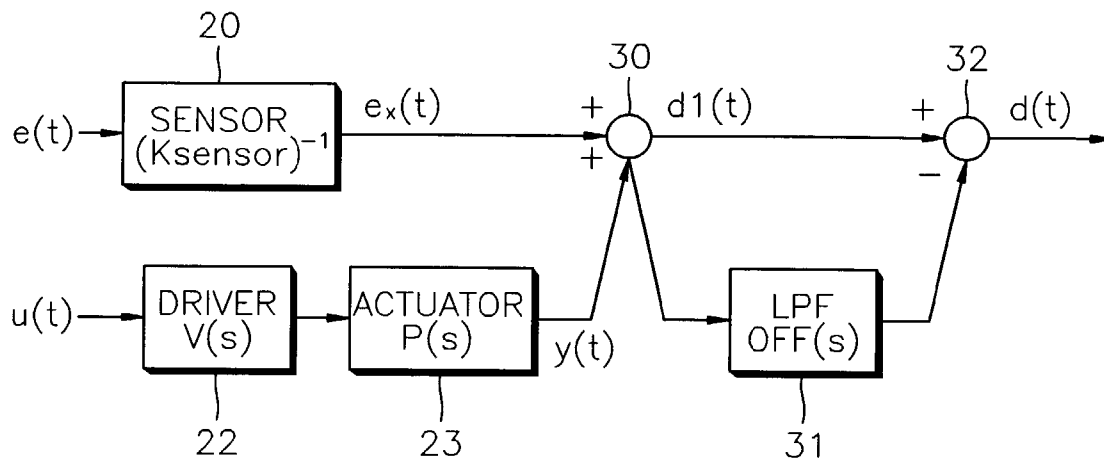 20
30
32
e(t)
SENSOR
(Ksensor)⁻¹
eₓ(t)
+
+
d1(t)
+
−
d(t)
u(t)
DRIVER
V(s)
ACTUATOR
P(s)
y(t)
LPF
OFF(s)
22
23
31